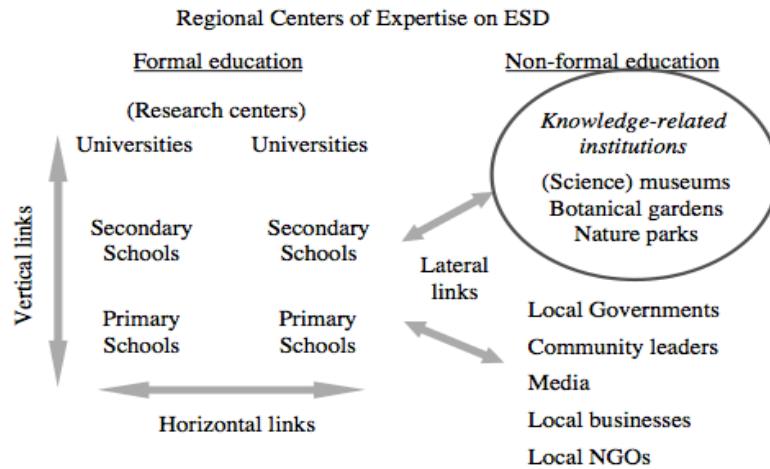 Regional Centers of Expertise on ESD
Formal education
Non-formal education
(Research centers)
Universities
Universities
Secondary
Schools
Secondary
Schools
Primary
Schools
Primary
Schools
Vertical links
Horizontal links
Lateral
links
Knowledge-related
institutions
(Science) museums
Botanical gardens
Nature parks
Local Governments
Community leaders
Media
Local businesses
Local NGOs